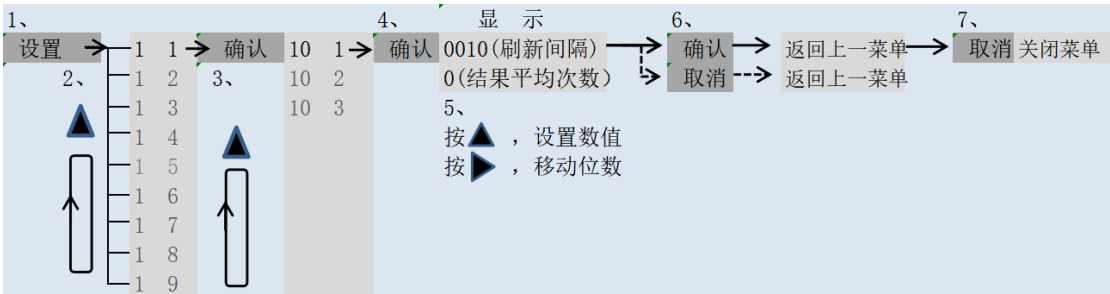 1、 4、 显 示 6、 7、
设置 1 1 确认 10 1 确认 0010(刷新间隔) 确认 返回上一菜单 取消 关闭菜单
2、 1 2 3、 10 2 0(结果平均次数) 取消 返回上一菜单
1 3 10 3 5、
1 4 按 ，设置数值
1 5 按 ，移动位数
1 6
1 7
1 8
1 9